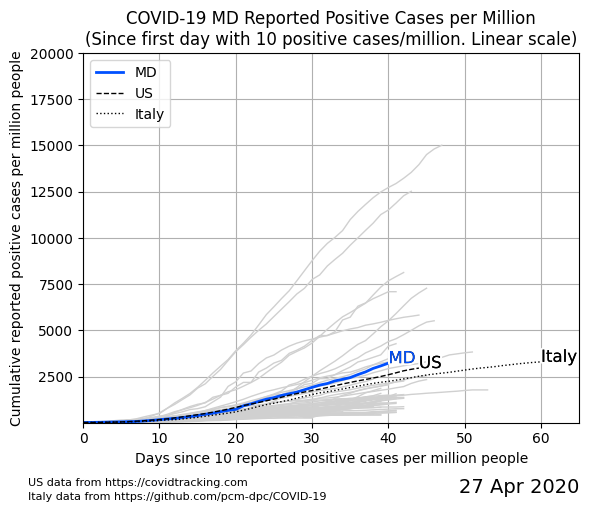 COVID-19 MD Reported Positive Cases per Million
(Since first day with 10 positive cases/million. Linear scale)
Cumulative reported positive cases per million people
20000
17500
15000
12500
10000
7500
5000
2500
MD
US
Italy
MD
US
Italy
0
10
20
30
40
50
60
Days since 10 reported positive cases per million people
US data from https://covidtracking.com
Italy data from https://github.com/pcm-dpc/COVID-19
27 Apr 2020